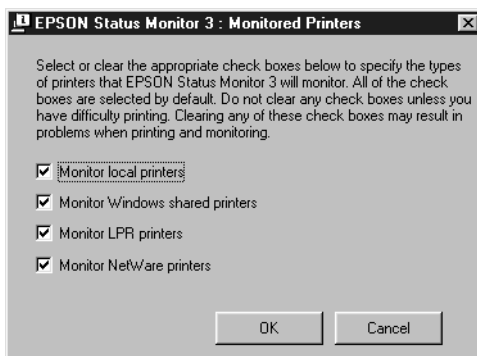 EPSON Status Monitor 3 : Monitored Printers
Select or clear the appropriate check boxes below to specify the types
of printers that EPSON Status Monitor 3 will monitor. All of the check
boxes are selected by default. Do not clear any check boxes unless you
have difficulty printing. Clearing any of these check boxes may result in
problems when printing and monitoring.
Monitor local printers
Monitor Windows shared printers
Monitor LPR printers
Monitor NetWare printers
OK
Cancel